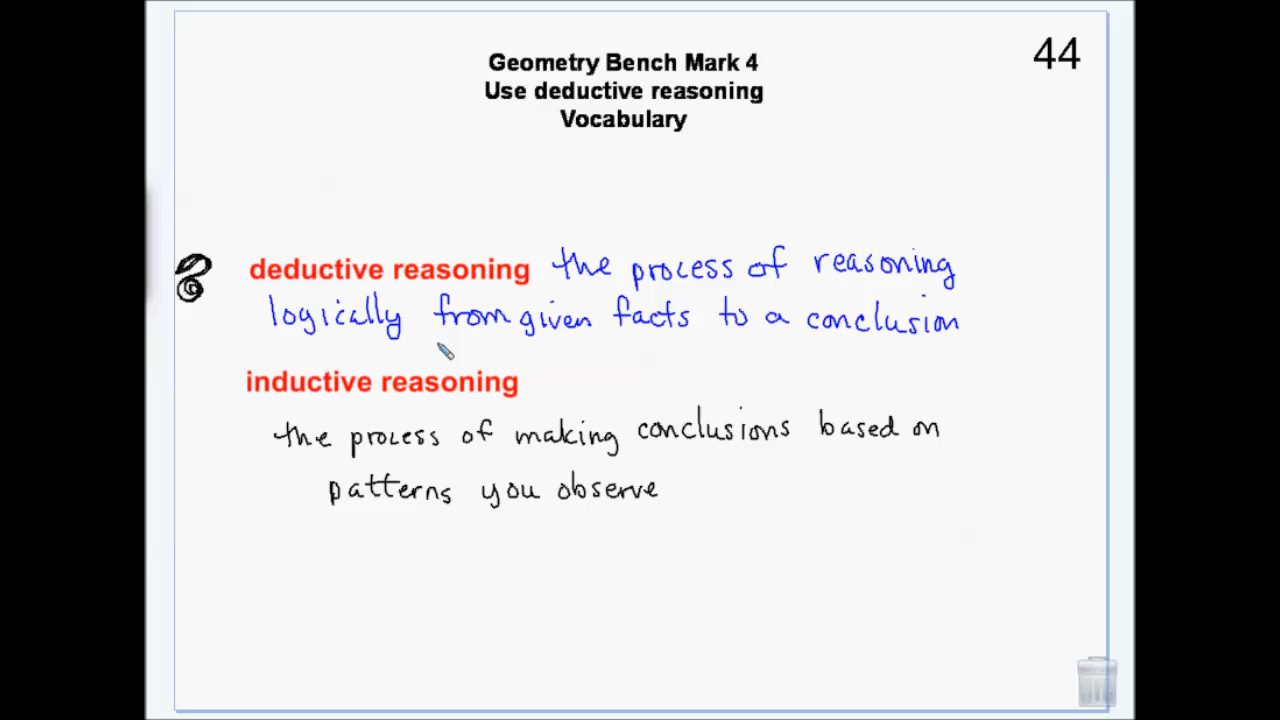 44
Geometry Bench Mark 4
Use deductive reasoning
Vocabulary
deductive reasoning the process of reasoning
logically from given facts to a conclusion
inductive reasoning
the process of making conclusions based on
patterns you observe